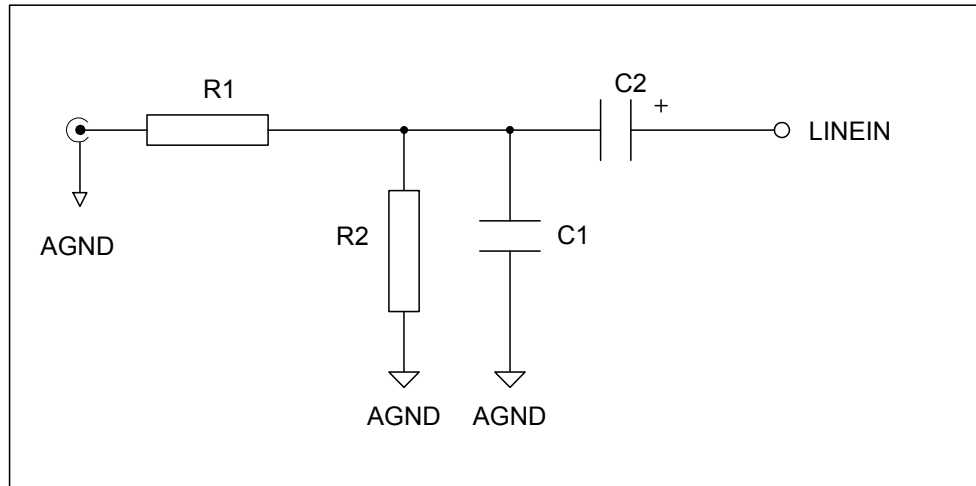 R1
C2
+
LINEIN
AGND
R2
C1
AGND
AGND